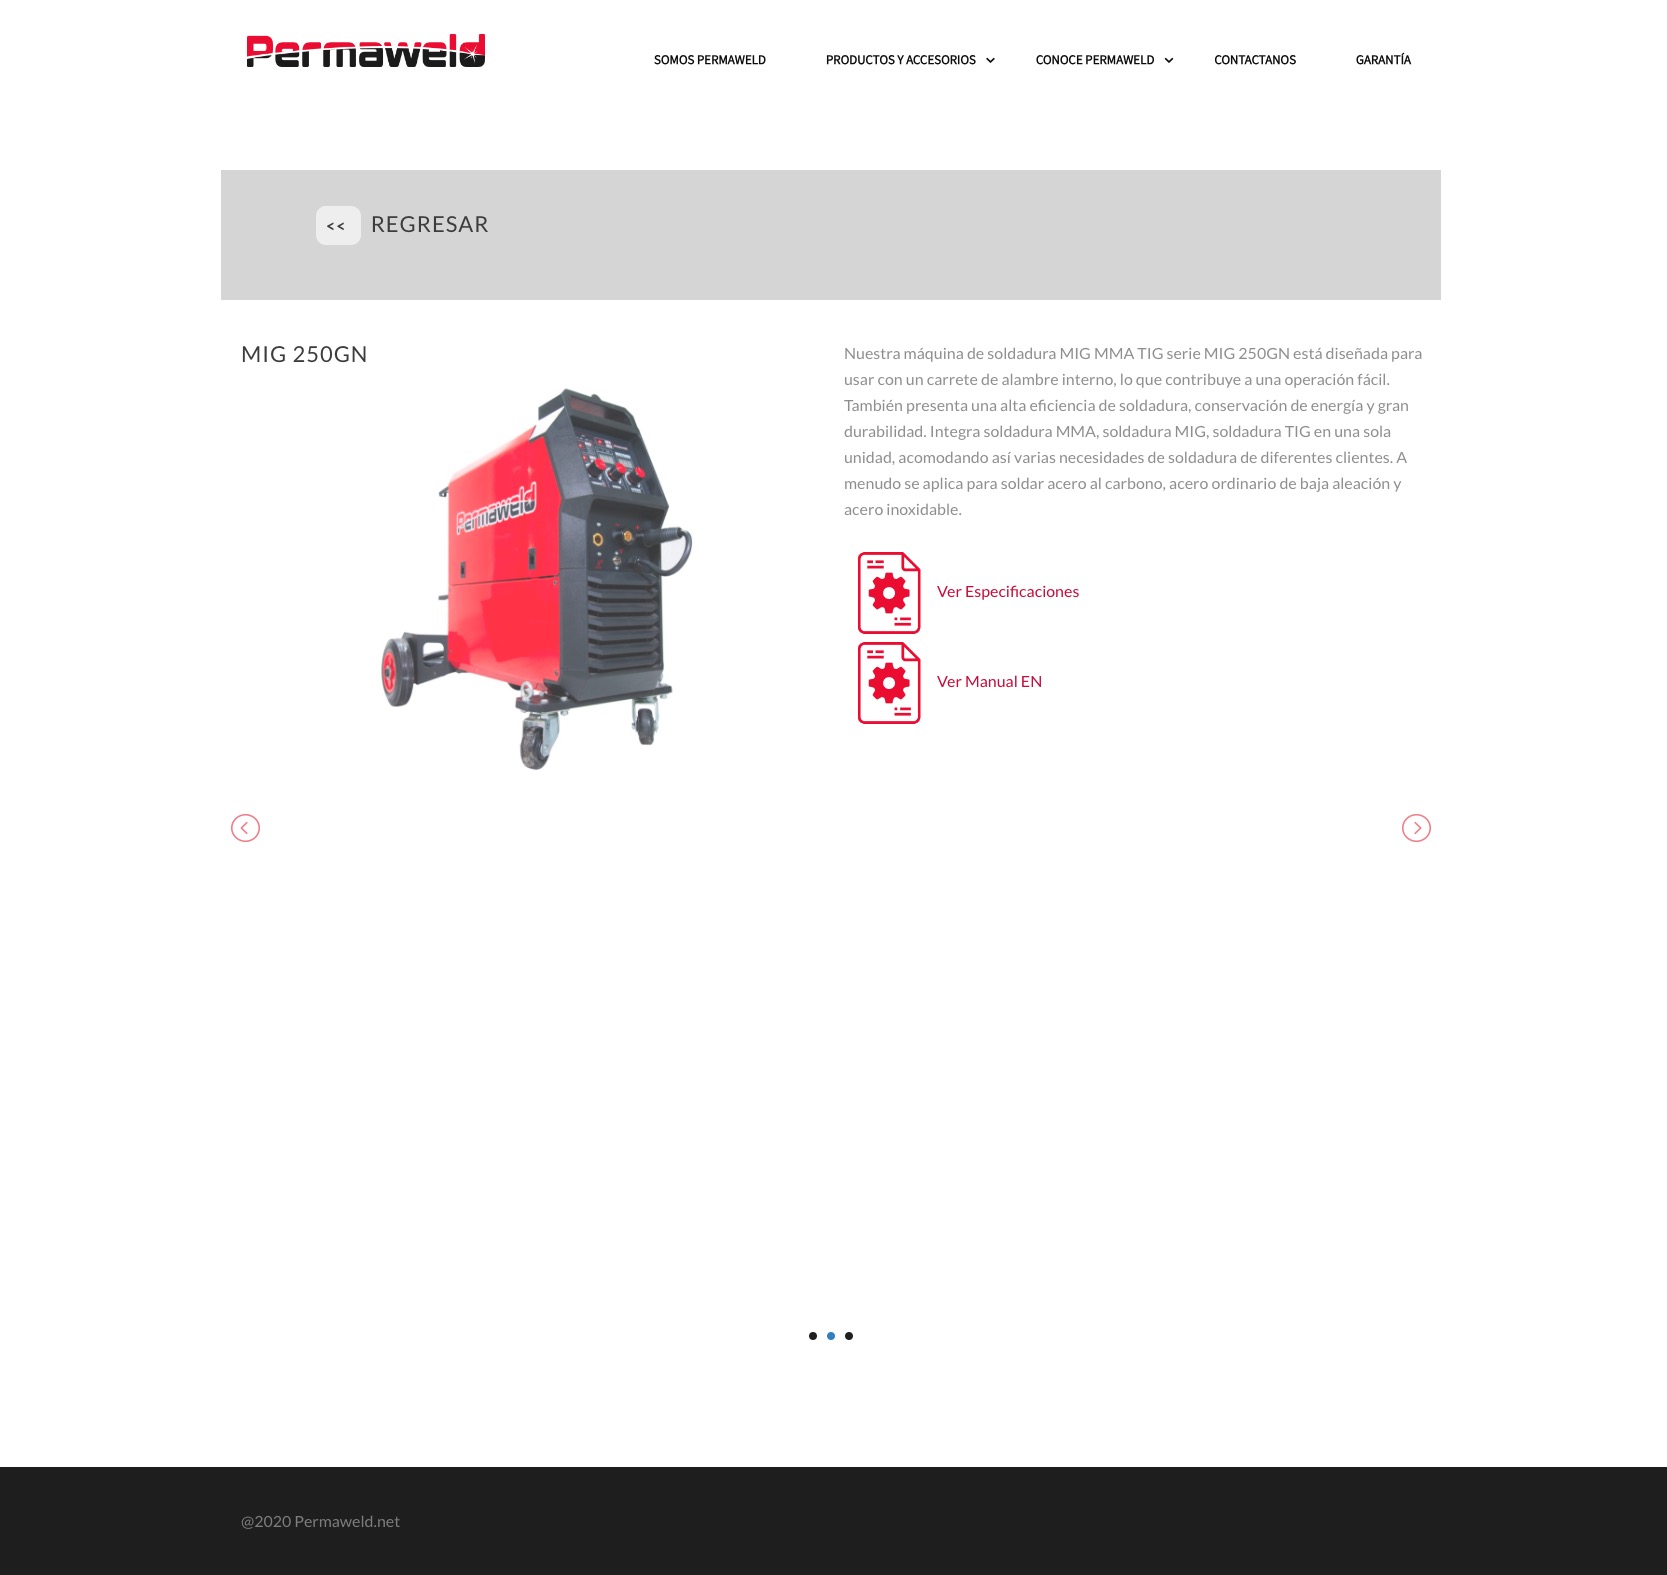 Permaweld
SOMOS PERMAWELD
PRODUCTOS Y ACCESORIOS
CONOCE PERMAWELD
CONTACTANOS
GARANTÍA
<< REGRESAR
MIG 250GN
Permaweld
Nuestra máquina de soldadura MIG MMA TIG serie MIG 250GN está diseñada para
usar con un carrete de alambre interno, lo que contribuye a una operación fácil.
También presenta una alta eficiencia de soldadura, conservación de energía y gran
durabilidad. Integra soldadura MMA, soldadura MIG, soldadura TIG en una sola
unidad, acomodando así varias necesidades de soldadura de diferentes clientes. A
menudo se aplica para soldar acero al carbono, acero ordinario de baja aleación y
acero inoxidable.
Ver Especificaciones
Ver Manual EN
@2020 Permaweld.net